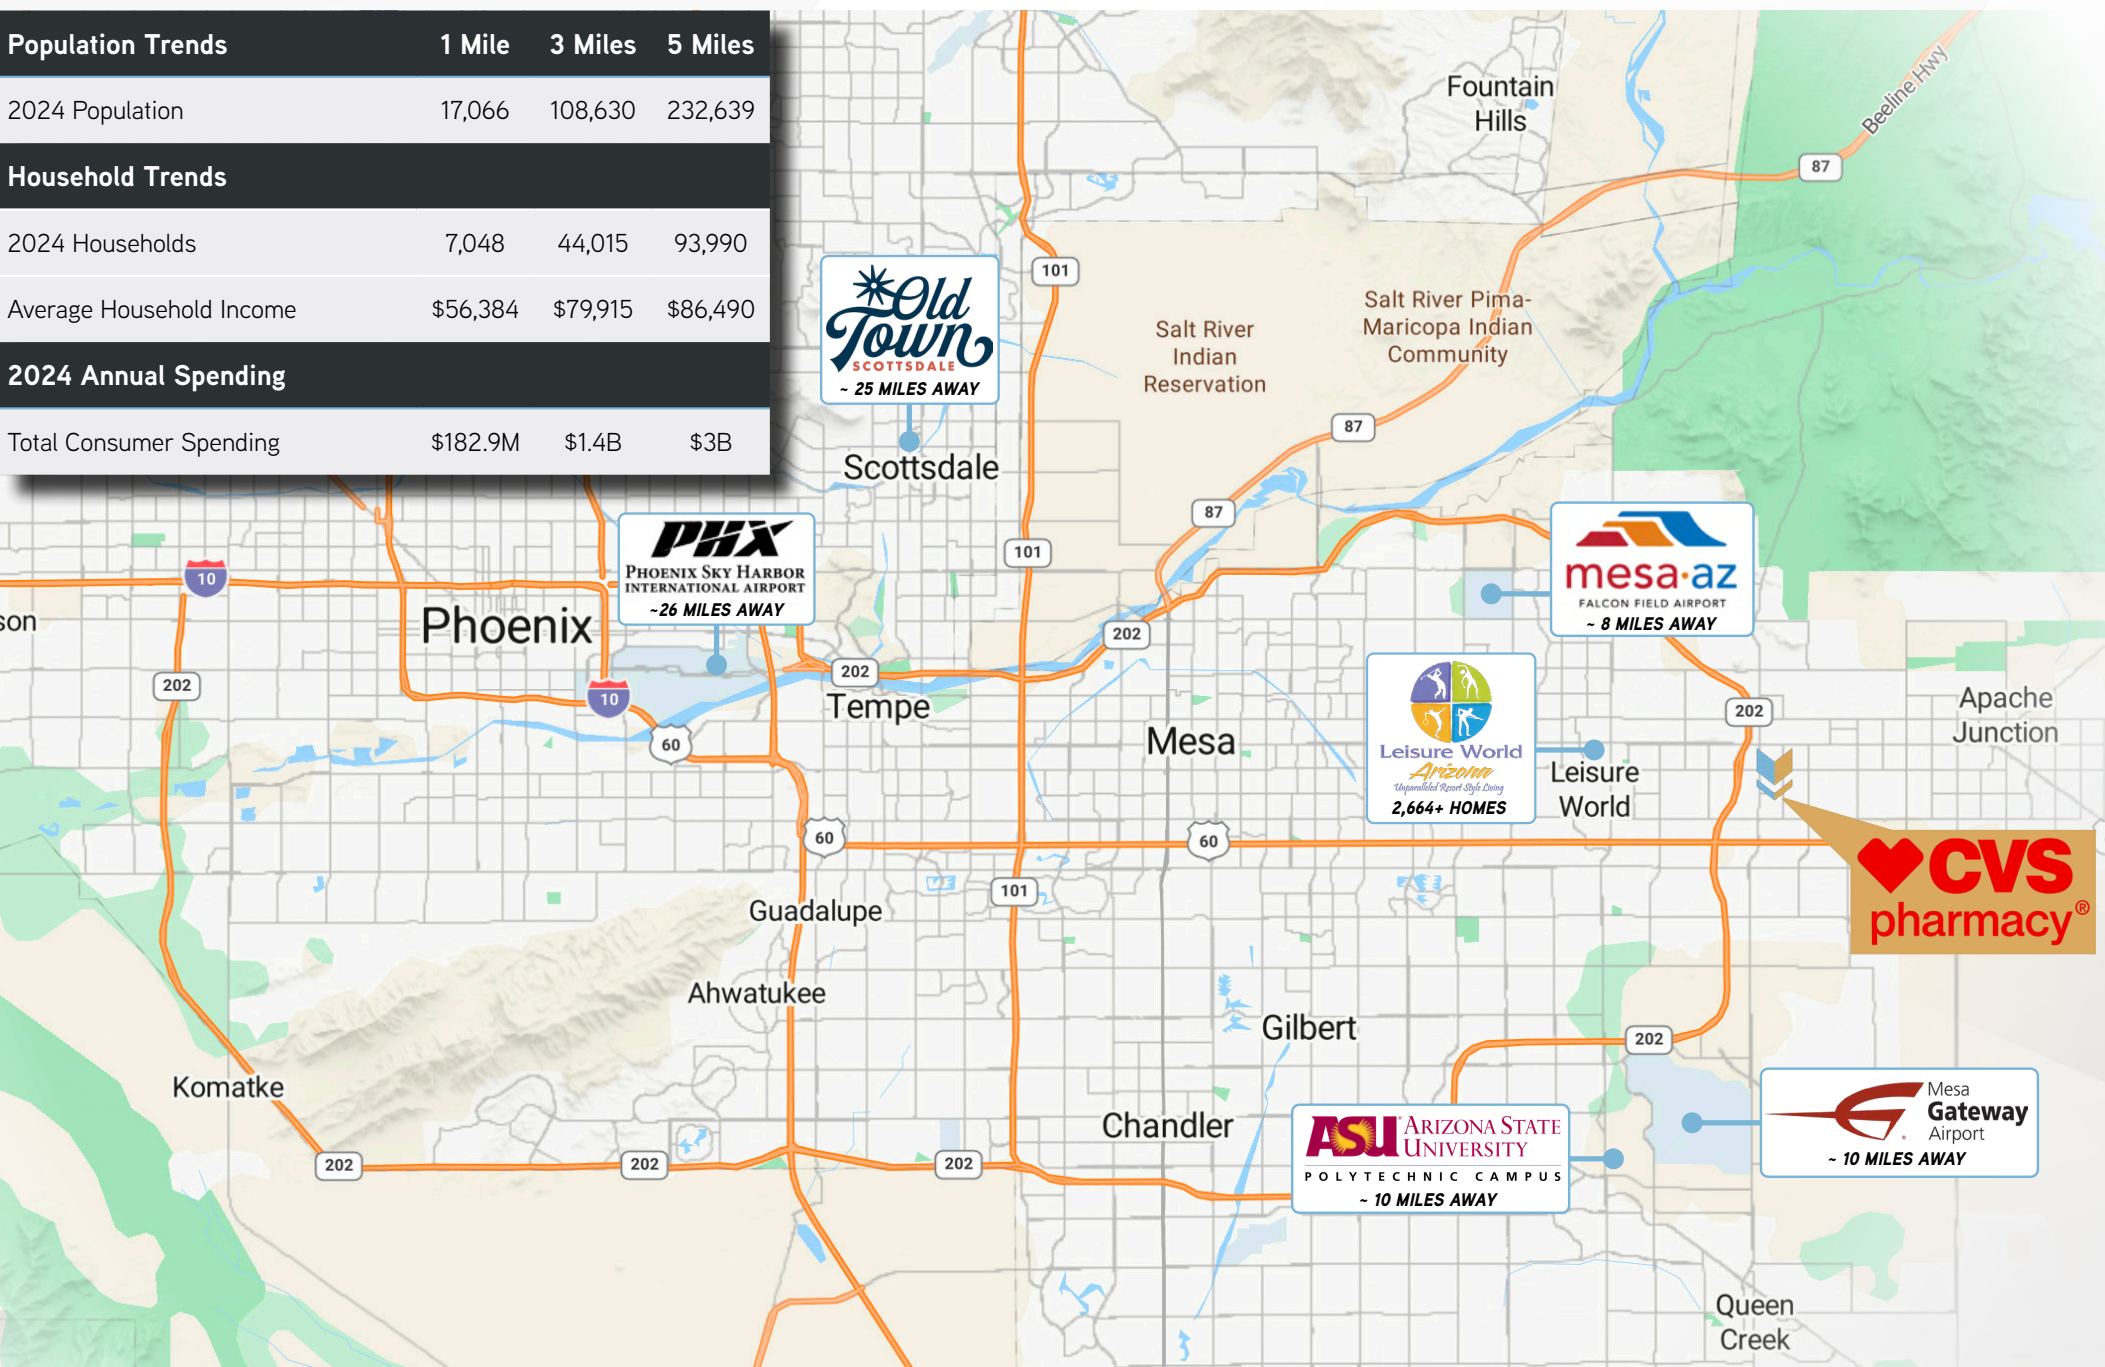 Population Trends 1 Mile 3 Miles 5 Miles
2024 Population 17,066 108,630 232,639
Household Trends
2024 Households 7,048 44,015 93,990
Average Household Income $56,384 $79,915 $86,490
2024 Annual Spending
Total Consumer Spending $182.9M $1.4B $3B
Fountain
Hills
Beeline Hwy
87
101
Old
Town
SCOTTSDALE
~ 25 MILES AWAY
Scottsdale
Salt River
Indian
Reservation
Salt River Pima-
Maricopa Indian
Community
87
87
101
PHX
PHOENIX SKY HARBOR
INTERNATIONAL AIRPORT
~26 MILES AWAY
mesa·az
FALCON FIELD AIRPORT
~ 8 MILES AWAY
10
son
Phoenix
202
202
10
202
Tempe
60
Mesa
Leisure World
Arizona
Unparalleled Resort Style Living
2,664+ HOMES
Leisure
World
202
Apache
Junction
60
60
CVS
pharmacy®
101
Guadalupe
Ahwatukee
Gilbert
202
Komatke
Chandler
ASU ARIZONA STATE
UNIVERSITY
POLYTECHNIC CAMPUS
~ 10 MILES AWAY
Mesa
Gateway
Airport
~ 10 MILES AWAY
202
202
202
Queen
Creek